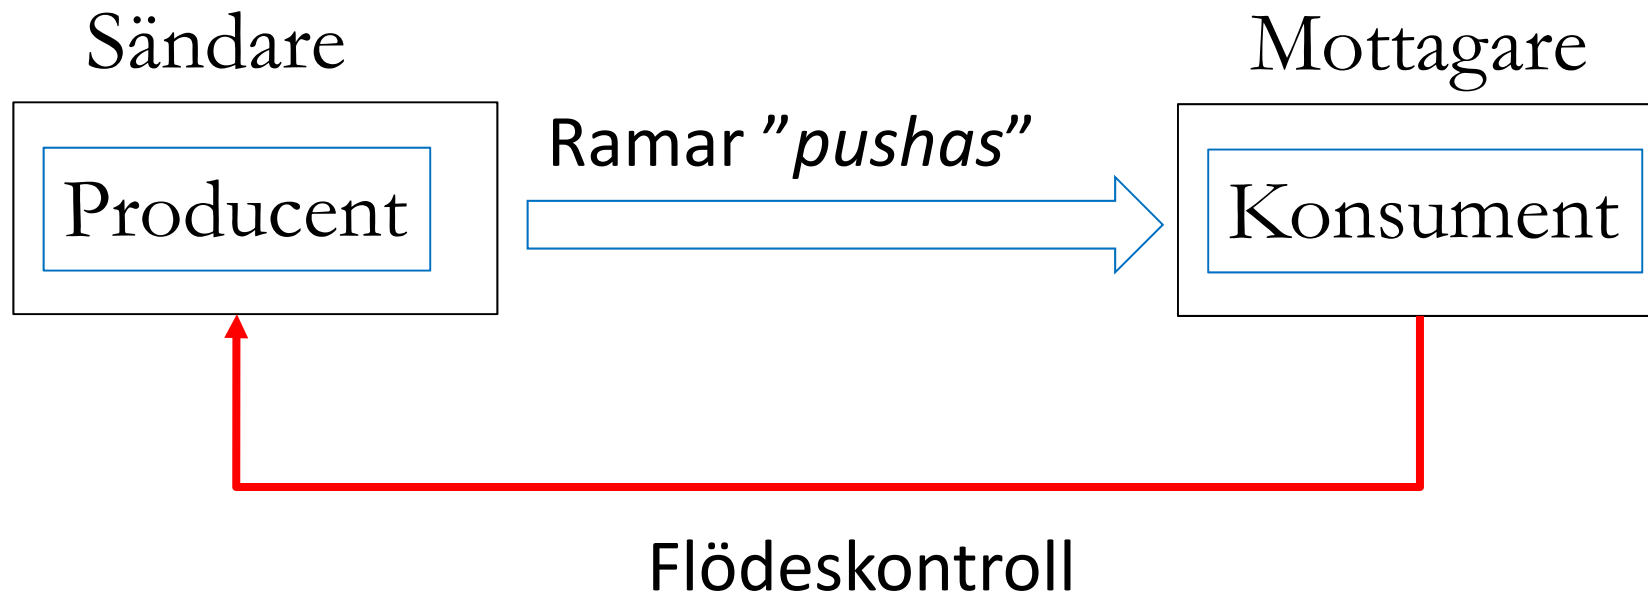 Sändare
Mottagare
Ramar ”pushas”
Producent
Konsument
Flödeskontroll